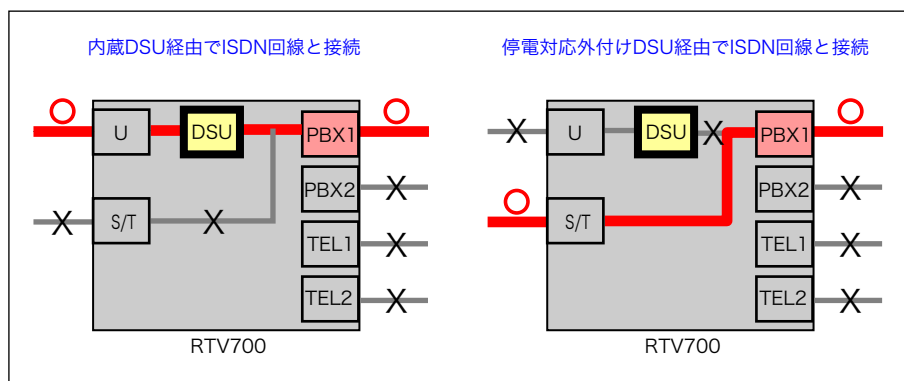 内蔵DSU経由でISDN回線と接続
U
DSU
PBX1
X
PBX2
X
S/T
X
X
TEL1
X
TEL2
X
RTV700
停電対応外付けDSU経由でISDN回線と接続
X
U
DSU
X
PBX1
PBX2
X
S/T
TEL1
X
TEL2
X
RTV700